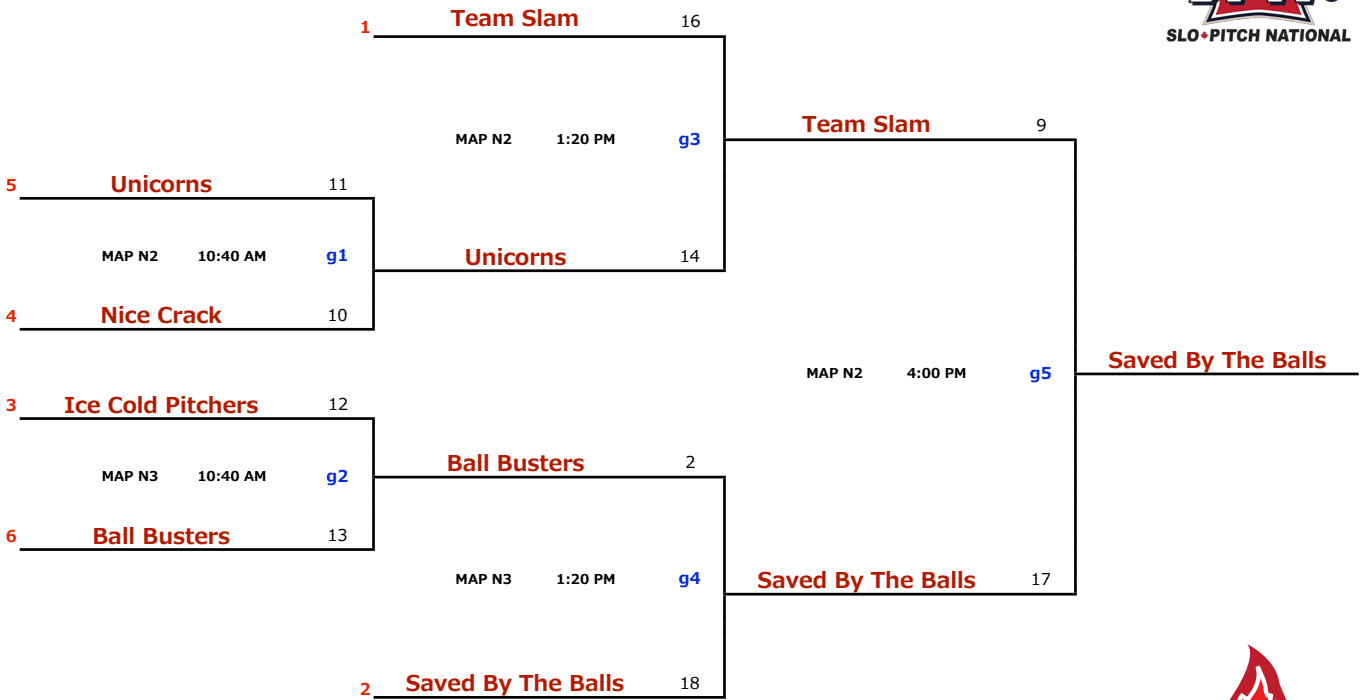 1 Team Slam 16
SLO PITCH NATIONAL
MAP N2 1:20 PM g3
Team Slam 9
5 Unicorns 11
MAP N2 10:40 AM g1
Unicorns 14
4 Nice Crack 10
MAP N2 4:00 PM g5
Saved By The Balls
3 Ice Cold Pitchers 12
MAP N3 10:40 AM g2
Ball Busters 2
6 Ball Busters 13
MAP N3 1:20 PM g4
Saved By The Balls 17
2 Saved By The Balls 18